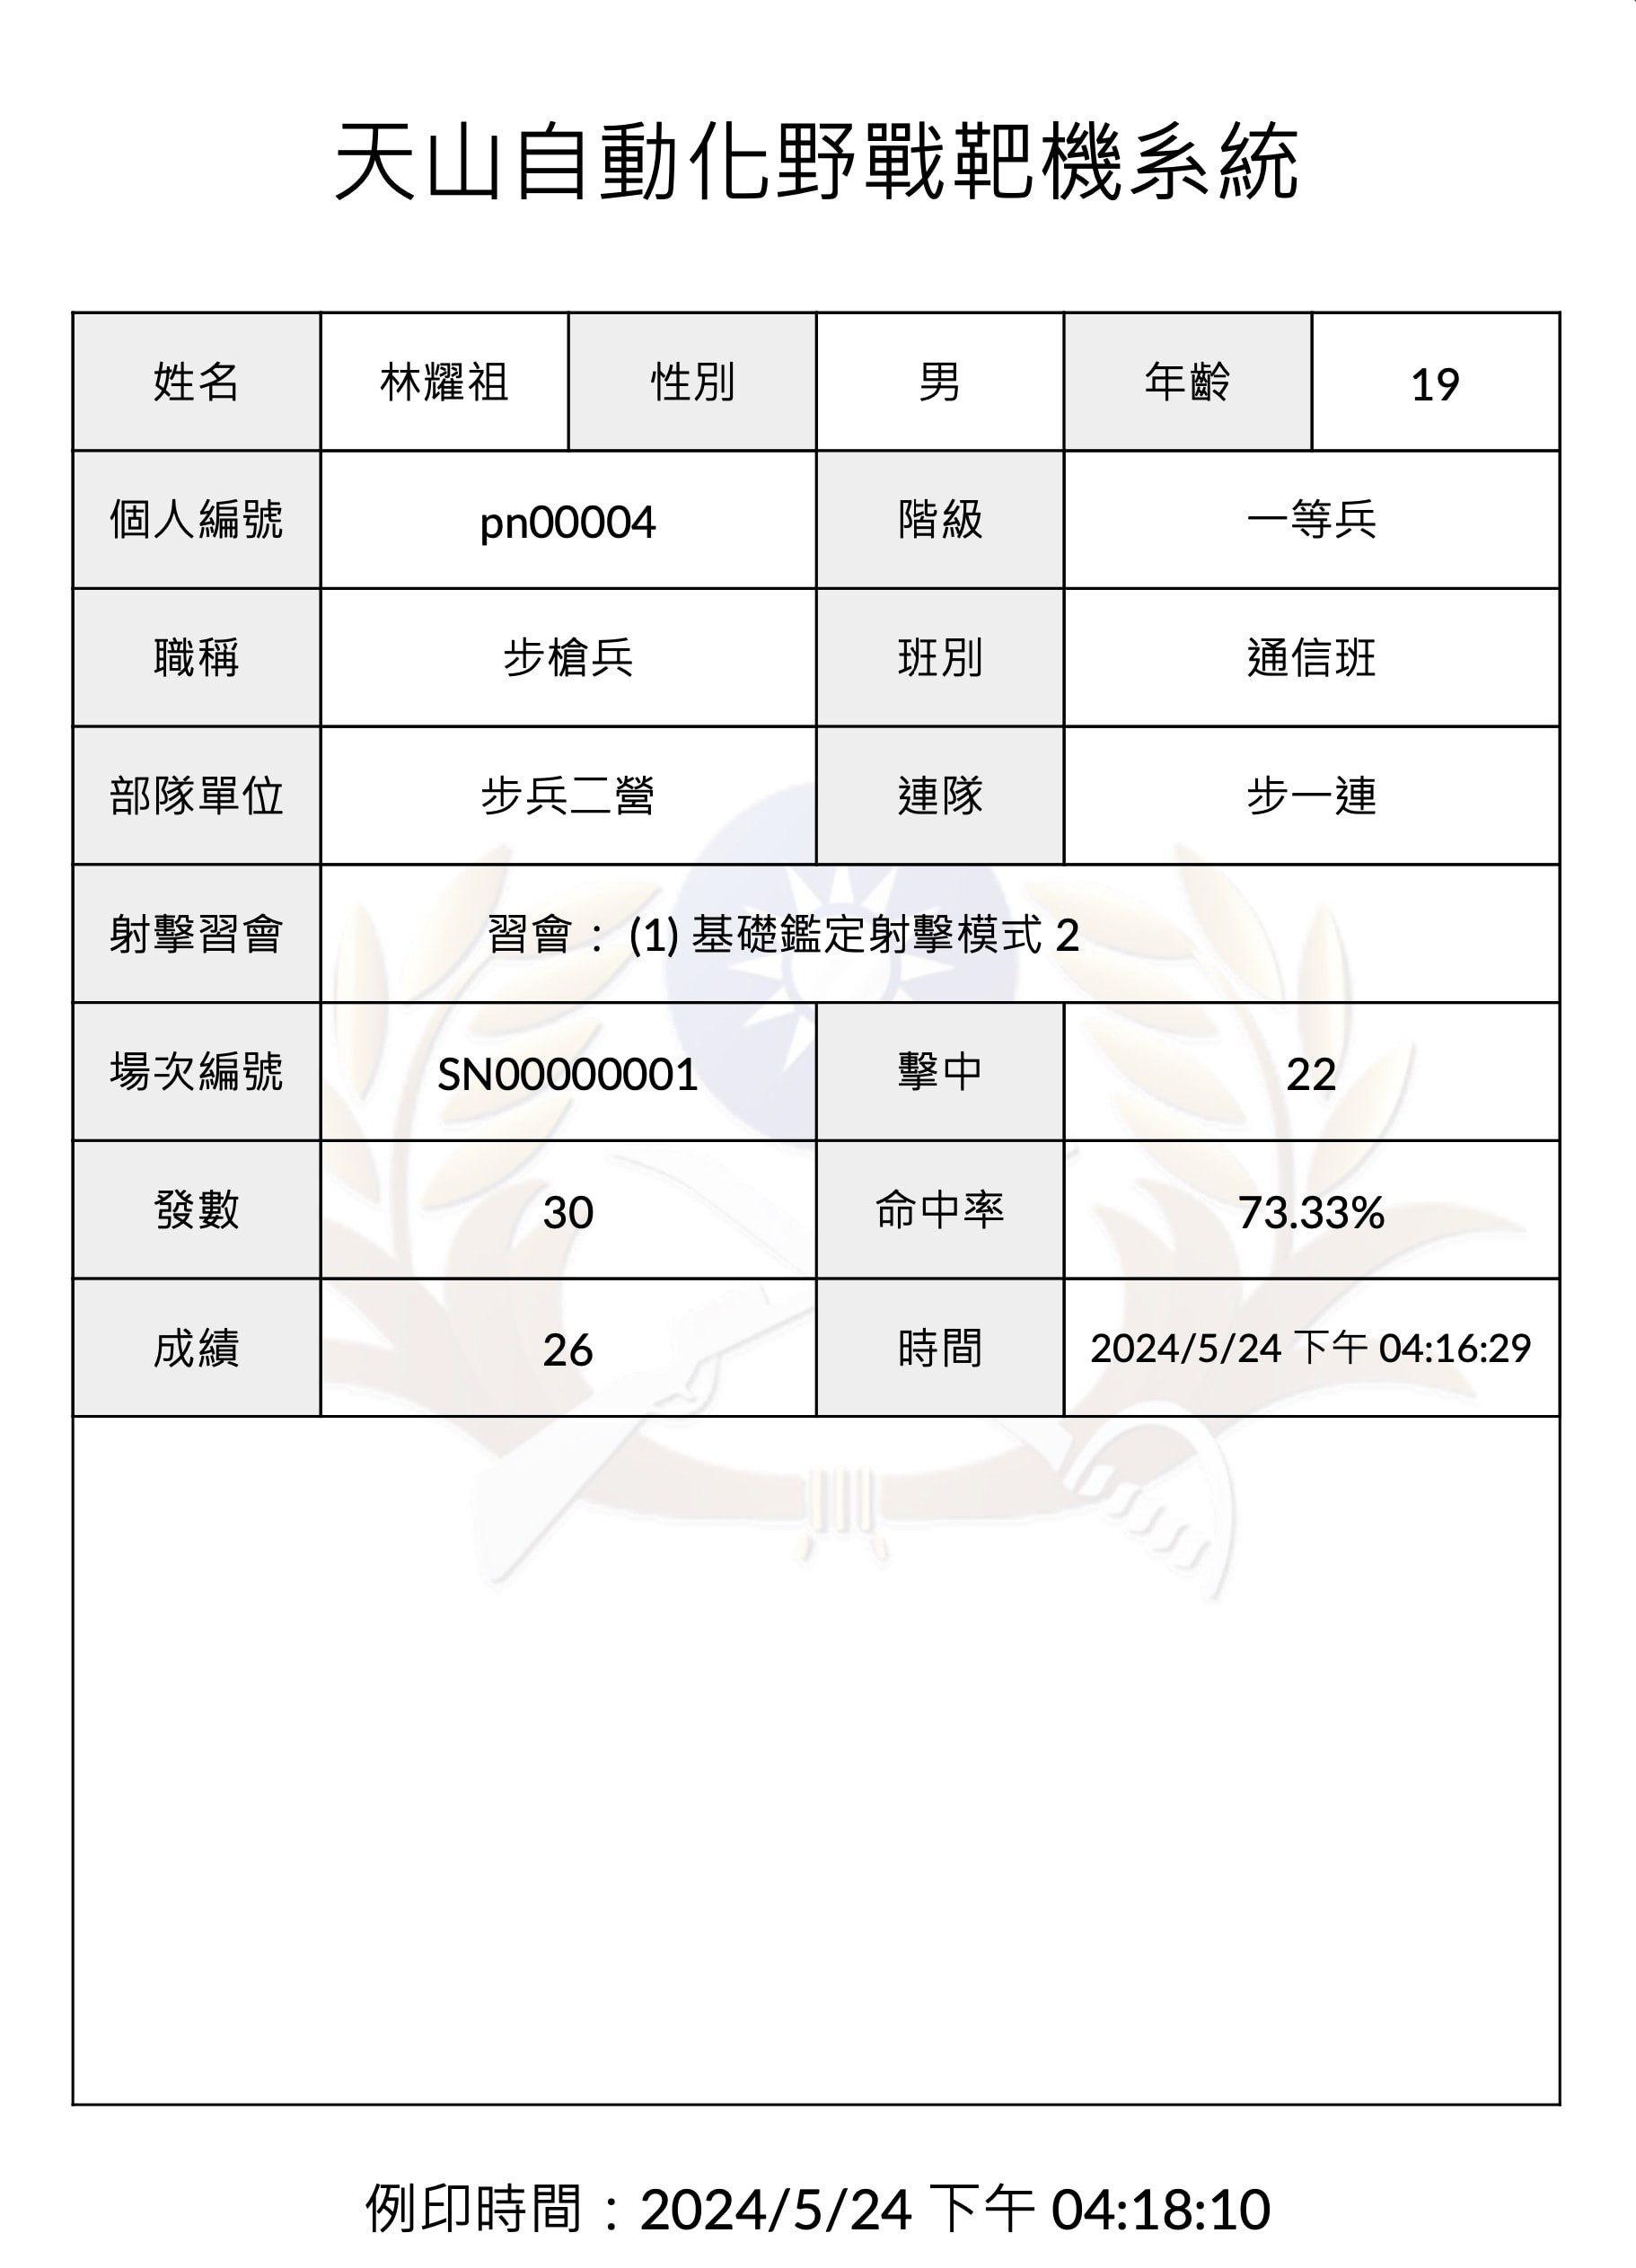 天山自動化野戰靶機系統
姓名 林耀祖 性別 男 年齡 19
個人編號 pn00004 階級 一等兵
職稱 步槍兵 班別 通信班
部隊單位 步兵二營 連隊 步一連
射擊習會 習會： (1) 基礎鑑定射擊模式 2
場次編號 SN00000001 擊中 22
發數 30 命中率 73.33%
成績 26 時間 2024/5/24 下午 04:16:29
例印時間：2024/5/24 下午 04:18:10